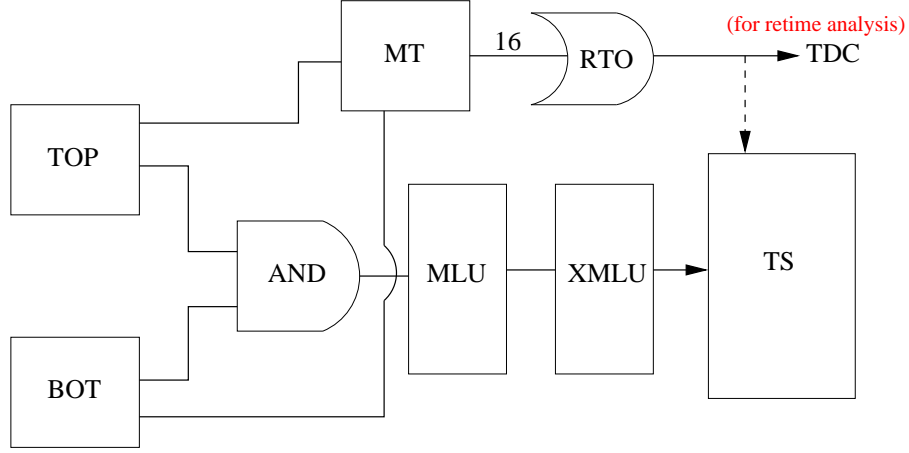 (for retime analysis)
16
MT
RTO
TDC
TOP
AND
MLU
XMLU
TS
BOT